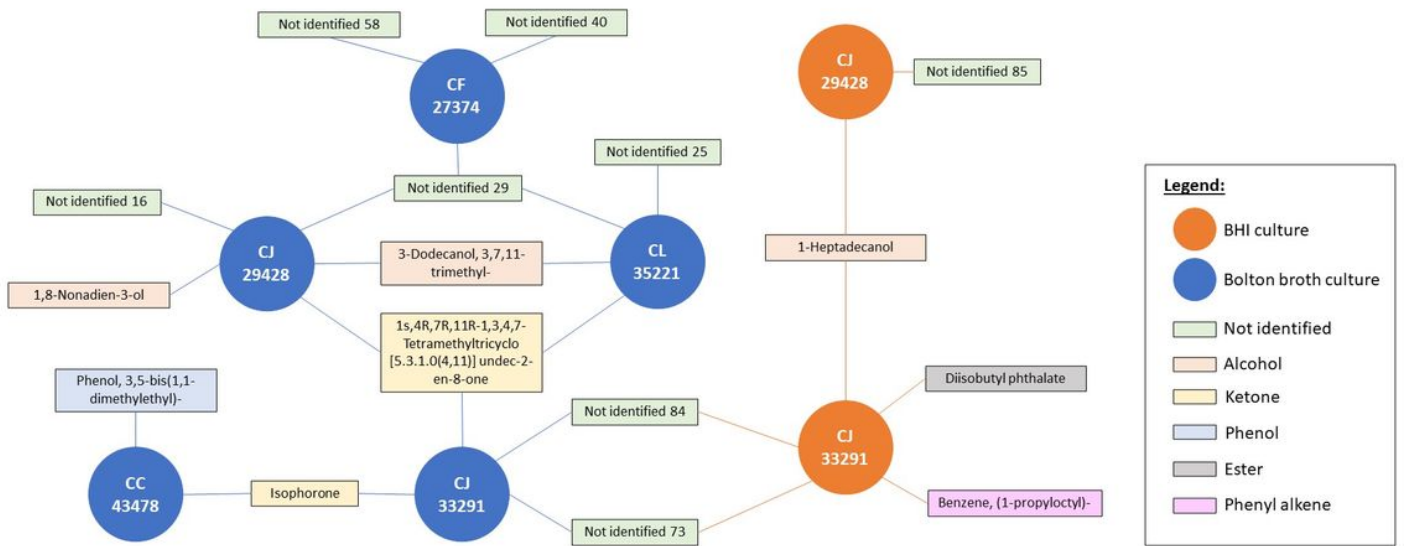 Not identified 58
Not identified 40
CF
27374
CJ
29428
Not identified 85
Not identified 25
Not identified 16
Not identified 29
CJ
29428
3-Dodecanol, 3,7,11-
trimethyl-
CL
35221
1-Heptadecanol
1,8-Nonadien-3-ol
1s,4R,7R,11R-1,3,4,7-
Tetramethyltricyclo
[5.3.1.0(4,11)] undec-2-
en-8-one
Phenol, 3,5-bis(1,1-
dimethylethyl)-
Diisobutyl phthalate
Not identified 84
CC
43478
Isophorone
CJ
33291
CJ
33291
Benzene, (1-propyloctyl)-
Not identified 73
Legend:
BHI culture
Bolton broth culture
Not identified
Alcohol
Ketone
Phenol
Ester
Phenyl alkene